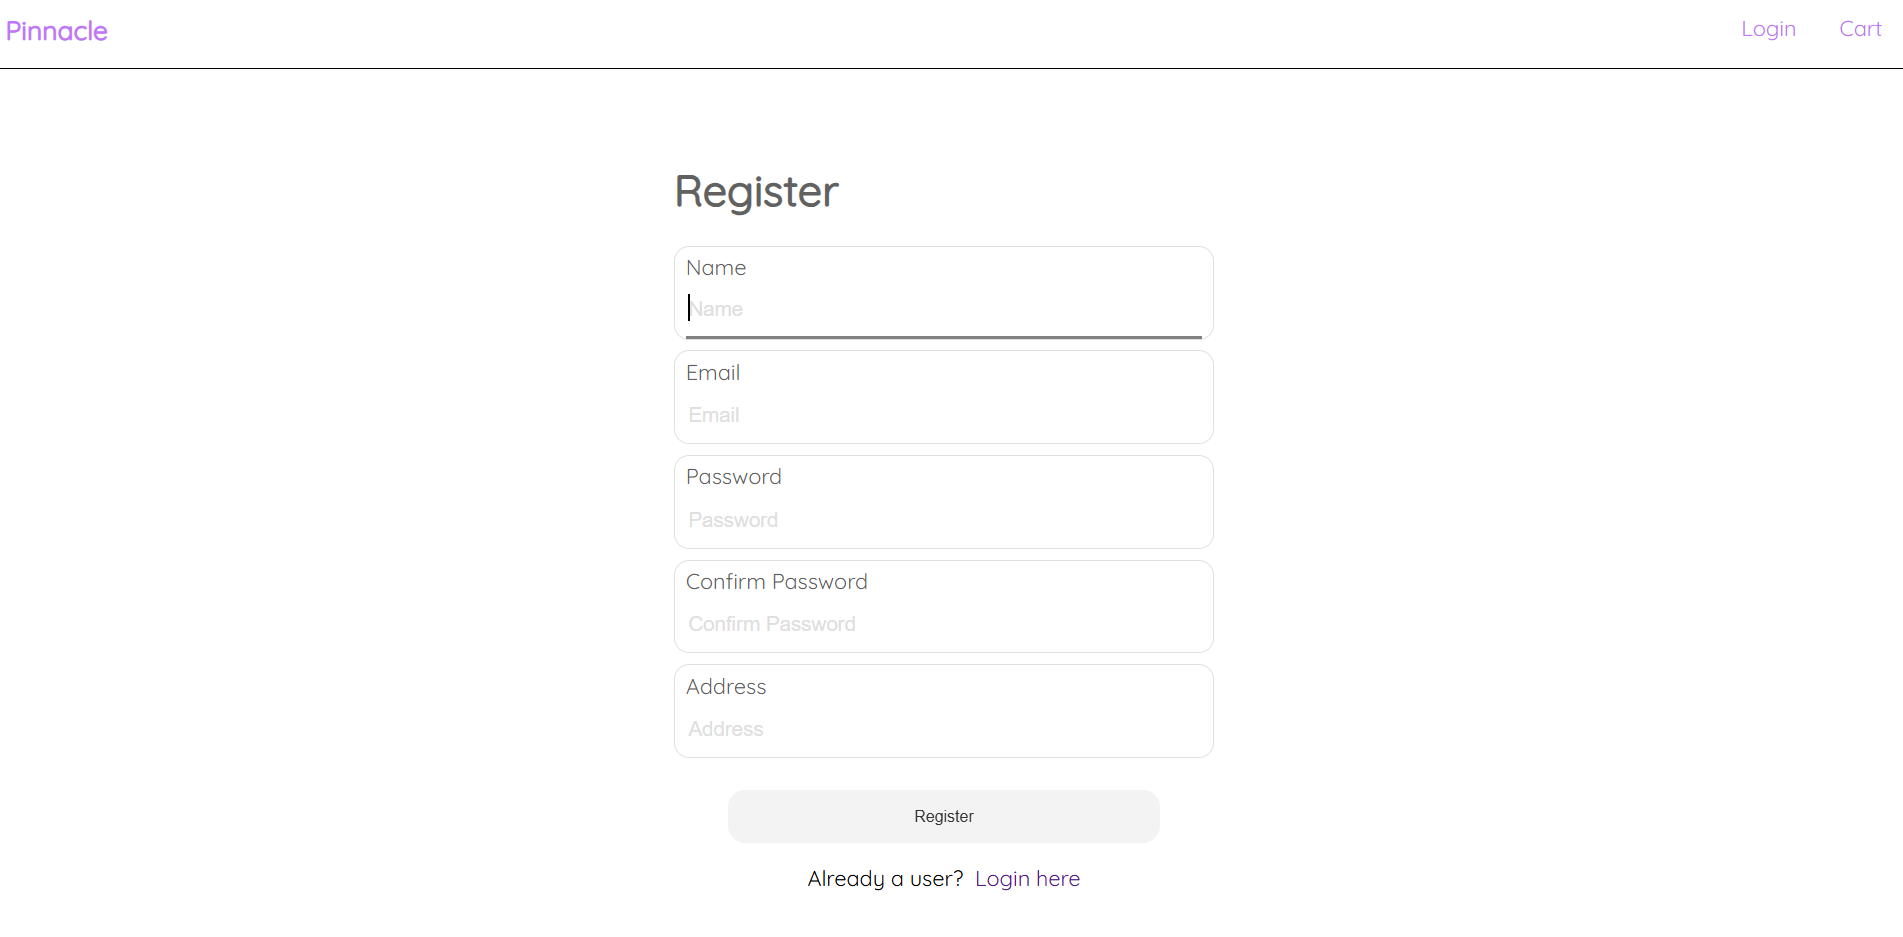 Pinnacle Login Cart
Register
Name
Name
Email
Email
Password
Password
Confirm Password
Confirm Password
Address
Address
Register
Already a user? Login here